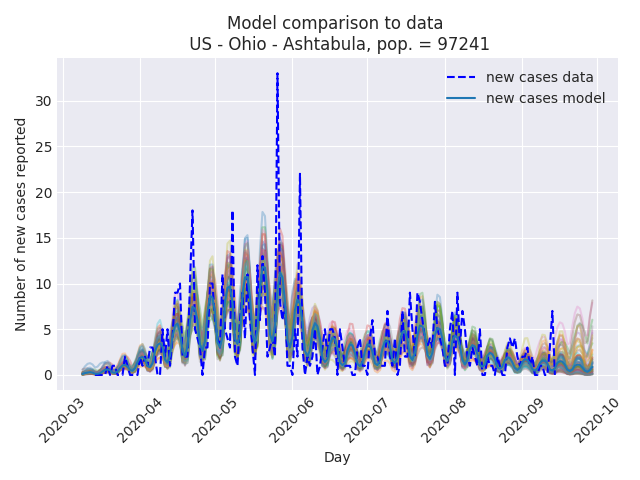 Model comparison to data
US - Ohio - Ashtabula, pop. = 97241
new cases data
new cases model
Number of new cases reported
30
25
20
15
10
5
0
2020-03
2020-04
2020-05
2020-06
2020-07
2020-08
2020-09
2020-10
Day